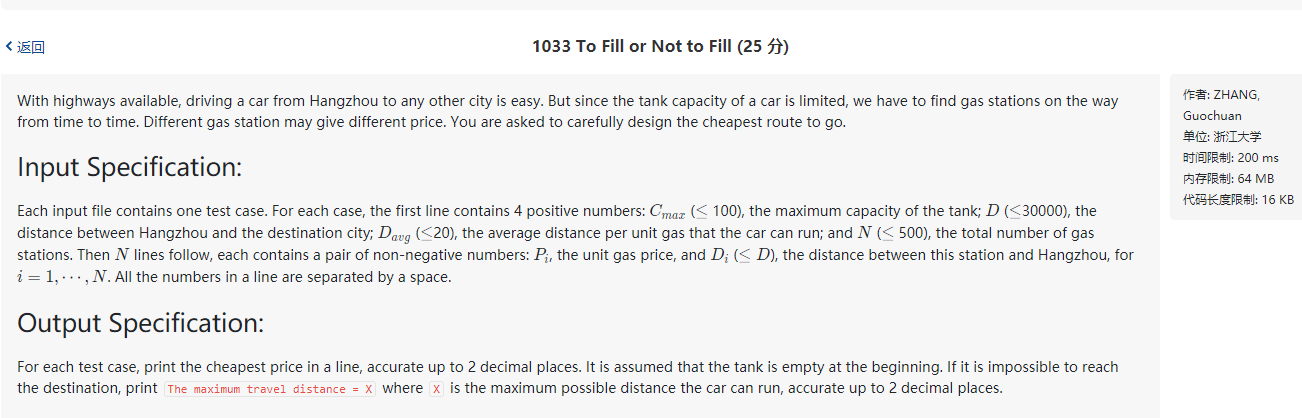 返回
1033 To Fill or Not to Fill (25 分)
With highways available, driving a car from Hangzhou to any other city is easy. But since the tank capacity of a car is limited, we have to find gas stations on the way
from time to time. Different gas station may give different price. You are asked to carefully design the cheapest route to go.
Input Specification:
Each input file contains one test case. For each case, the first line contains 4 positive numbers: Cmax (≤ 100), the maximum capacity of the tank; D (≤30000), the
distance between Hangzhou and the destination city; Davg (≤20), the average distance per unit gas that the car can run; and N (≤ 500), the total number of gas
stations. Then N lines follow, each contains a pair of non-negative numbers: Pi, the unit gas price, and Di (≤ D), the distance between this station and Hangzhou, for
i = 1, ⋯ , N. All the numbers in a line are separated by a space.
Output Specification:
For each test case, print the cheapest price in a line, accurate up to 2 decimal places. It is assumed that the tank is empty at the beginning. If it is impossible to reach
the destination, print The maximum travel distance = X where X is the maximum possible distance the car can run, accurate up to 2 decimal places.
作者: ZHANG,
Guochuan
单位: 浙江大学
时间限制: 200 ms
内存限制: 64 MB
代码长度限制: 16 KB